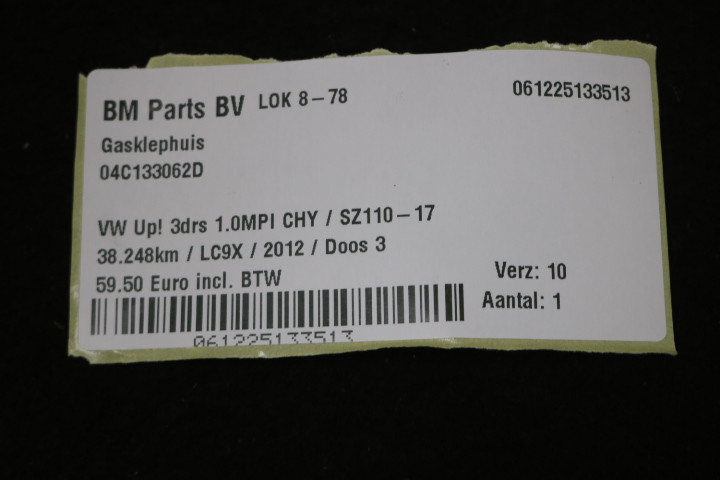 BM Parts BV LOK 8-78
061225133513
Gasklephuis
04C133062D
VW Up! 3drs 1.0MPI CHY / SZ110-17
38.248km / LC9X / 2012 / Doos 3
59.50 Euro incl. BTW
Verz: 10
Aantal: 1
061225133513